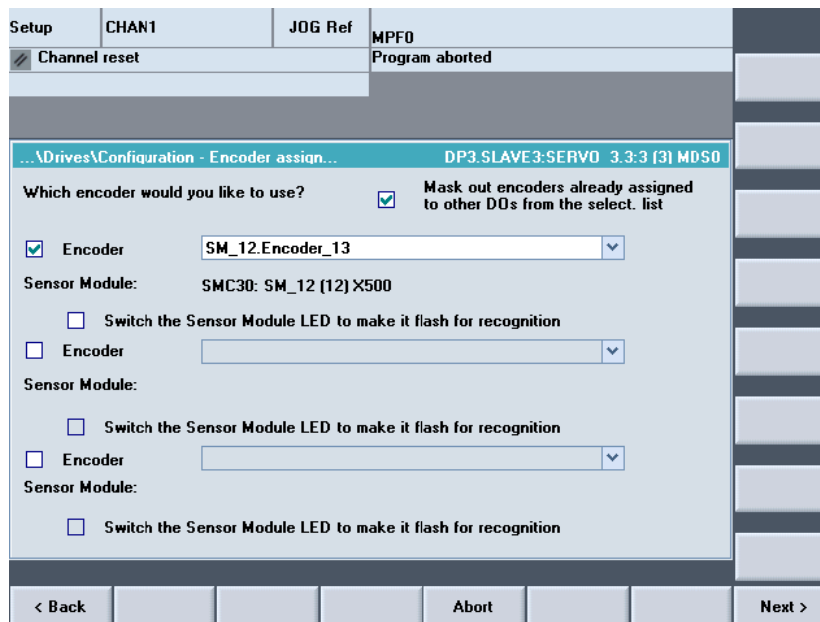 Setup CHAN1 JOG Ref MPF0
Channel reset Program aborted
...\Drives\Configuration - Encoder assign... DP3.SLAVE3:SERVO 3.3:3 (3) MDS0
Which encoder would you like to use? Mask out encoders already assigned
to other DOs from the select. list
Encoder SM_12.Encoder_13
Sensor Module: SMC30: SM_12 (12) X500
Switch the Sensor Module LED to make it flash for recognition
Encoder
Sensor Module:
Switch the Sensor Module LED to make it flash for recognition
Encoder
Sensor Module:
Switch the Sensor Module LED to make it flash for recognition
< Back Abort Next >